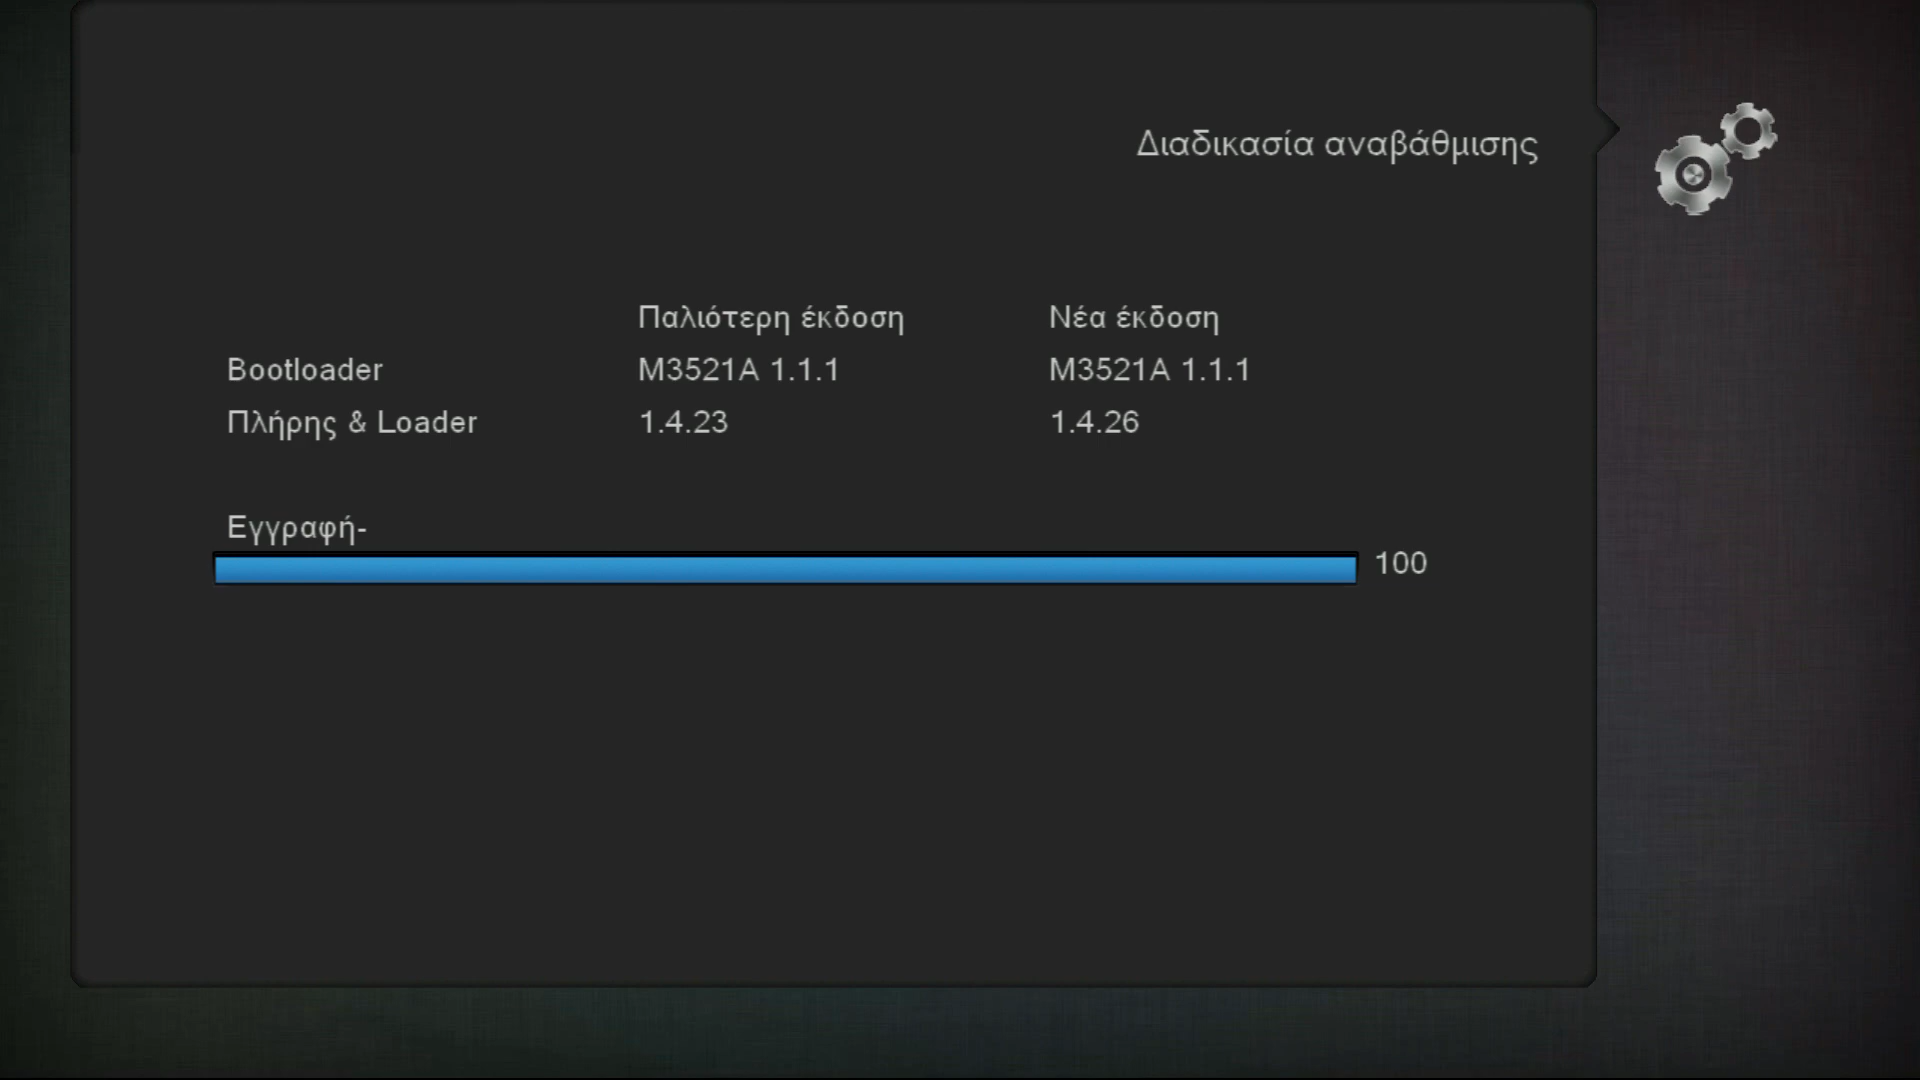 Διαδικασία αναβάθμισης
Παλιότερη έκδοση Νέα έκδοση
Bootloader M3521A 1.1.1 M3521A 1.1.1
Πλήρης & Loader 1.4.23 1.4.26
Εγγραφή-
100